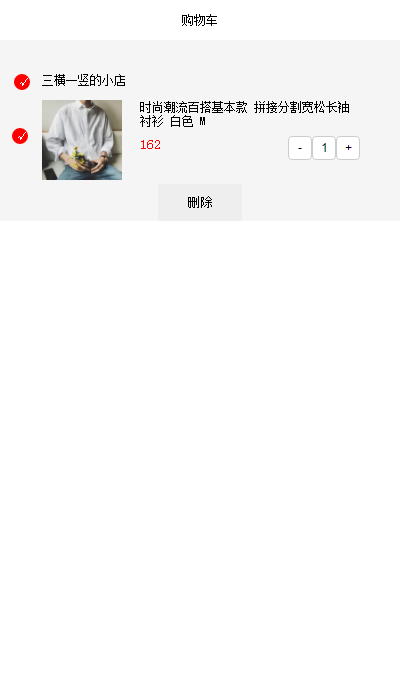 购物车
三横一竖的小店
时尚潮流百搭基本款 拼接分割宽松长袖
衬衫 白色 M
162
- 1 +
删除